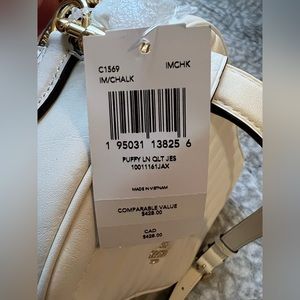 C1569 IMCHK
IM/CHALK
1 95031 13825 6
PUFFY LN QLT JES
10011161JAX
MADE IN VIETNAM
COMPARABLE VALUE
$428.00
CAD
$428.00